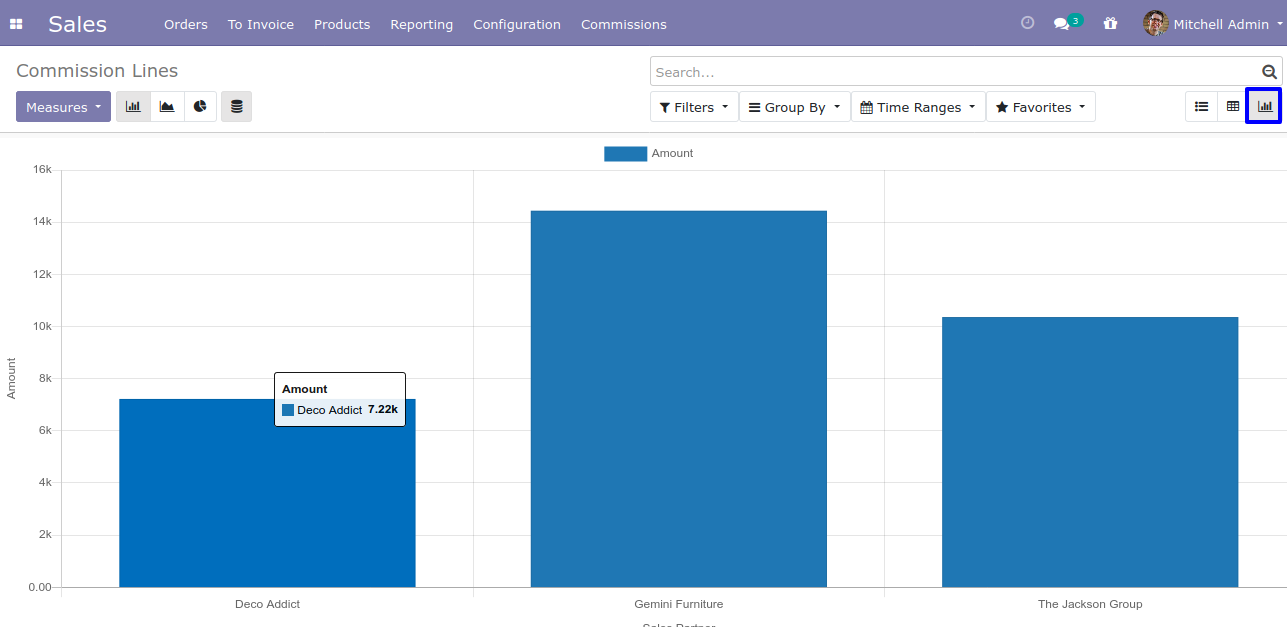 Sales Orders To Invoice Products Reporting Configuration Commissions 3 Mitchell Admin
Commission Lines
Search...
Measures
Filters Group By Time Ranges Favorites
Amount
16k
14k
12k
10k
8k
6k
4k
2k
0.00
Amount
Amount
Deco Addict 7.22k
Deco Addict Gemini Furniture The Jackson Group
Sales Partner